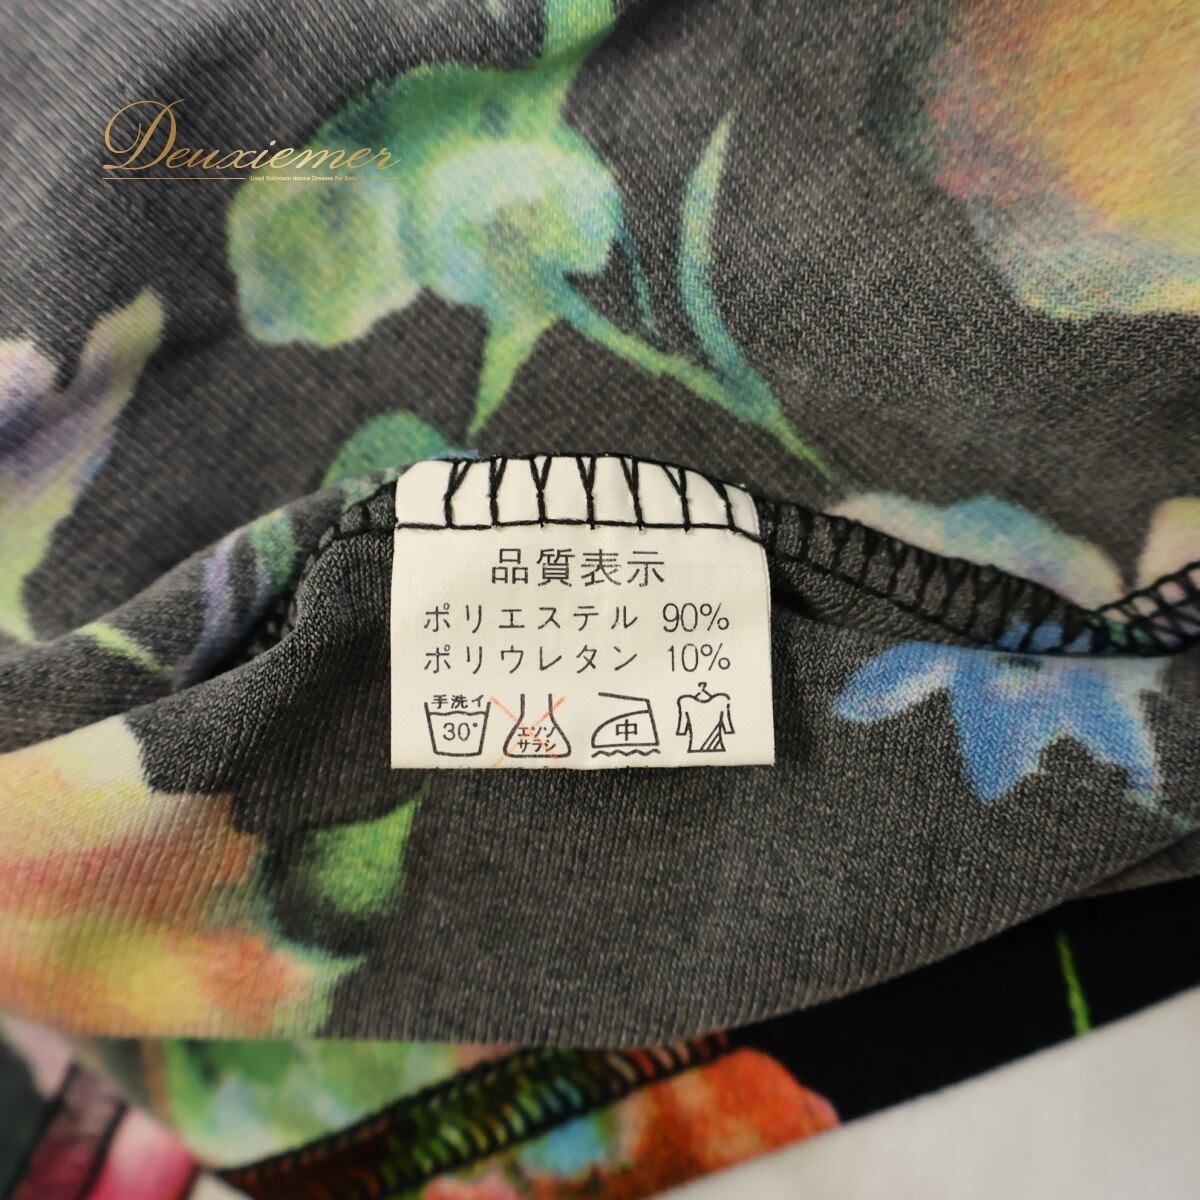 Deuxiemer
Used Ballroom dance Dresses for Sale
品質表示
ポリエステル 90%
ポリウレタン 10%
手洗イ
30°
エンソ
サラシ
中